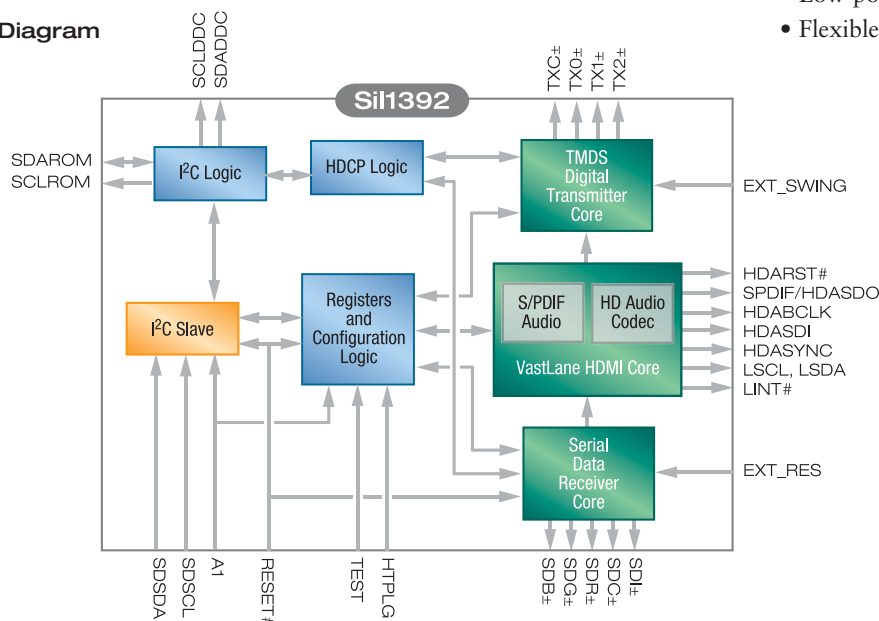 Diagram
• Flexible
SCLDDC
SDADDC
TXC±
TX0±
TX1±
TX2±
SiI1392
SDAROM
SCLROM
I²C Logic
HDCP Logic
TMDS
Digital
Transmitter
Core
EXT_SWING
I²C Slave
Registers
and
Configuration
Logic
S/PDIF
Audio
HD Audio
Codec
VastLane HDMI Core
HDARST#
SPDIF/HDASDO
HDABCLK
HDASDI
HDASYNC
LSCL, LSDA
LINT#
Serial
Data
Receiver
Core
EXT_RES
SDSDA
SDSCL
A1
RESET#
TEST
HTPLG
SDB±
SDG±
SDR±
SDC±
SDI±